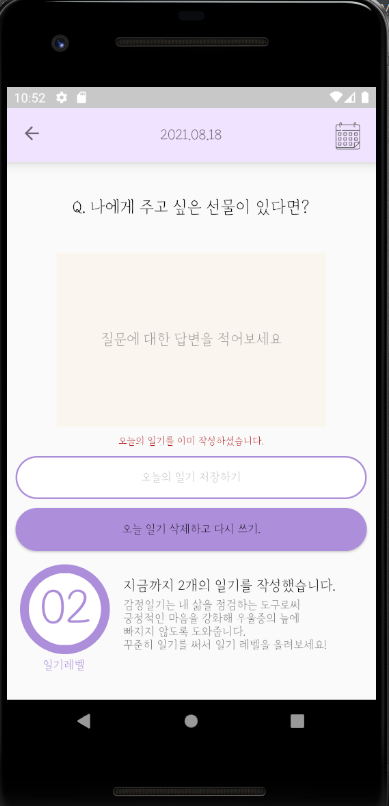 10:52
2021.08.18
Q. 나에게 주고 싶은 선물이 있다면?
질문에 대한 답변을 적어보세요
오늘의 일기를 이미 작성하셨습니다.
오늘의 일기 저장하기
오늘 일기 삭제하고 다시 쓰기.
02
일기레벨
지금까지 2개의 일기를 작성했습니다.
감정일기는 내 삶을 점검하는 도구로써
긍정적인 마음을 강화해 우울증의 늪에
빠지지 않도록 도와줍니다.
꾸준히 일기를 써서 일기 레벨을 올려보세요!